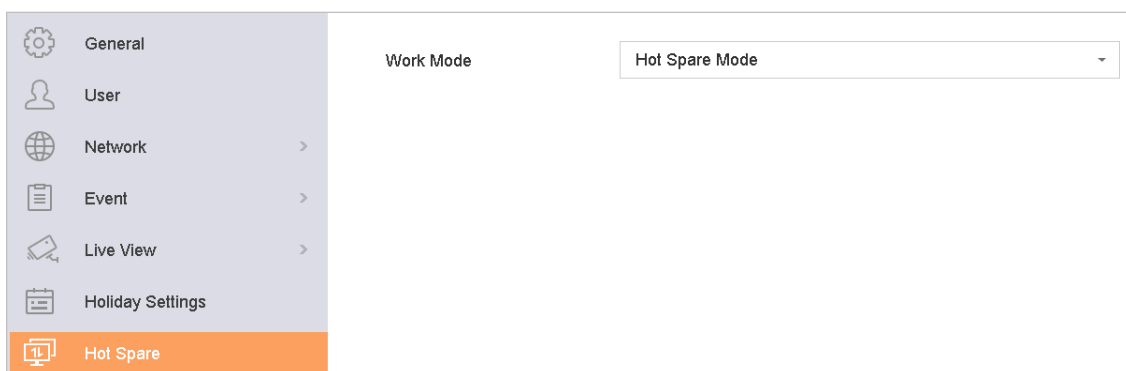 General
User
Network
Event
Live View
Holiday Settings
Hot Spare
Work Mode Hot Spare Mode